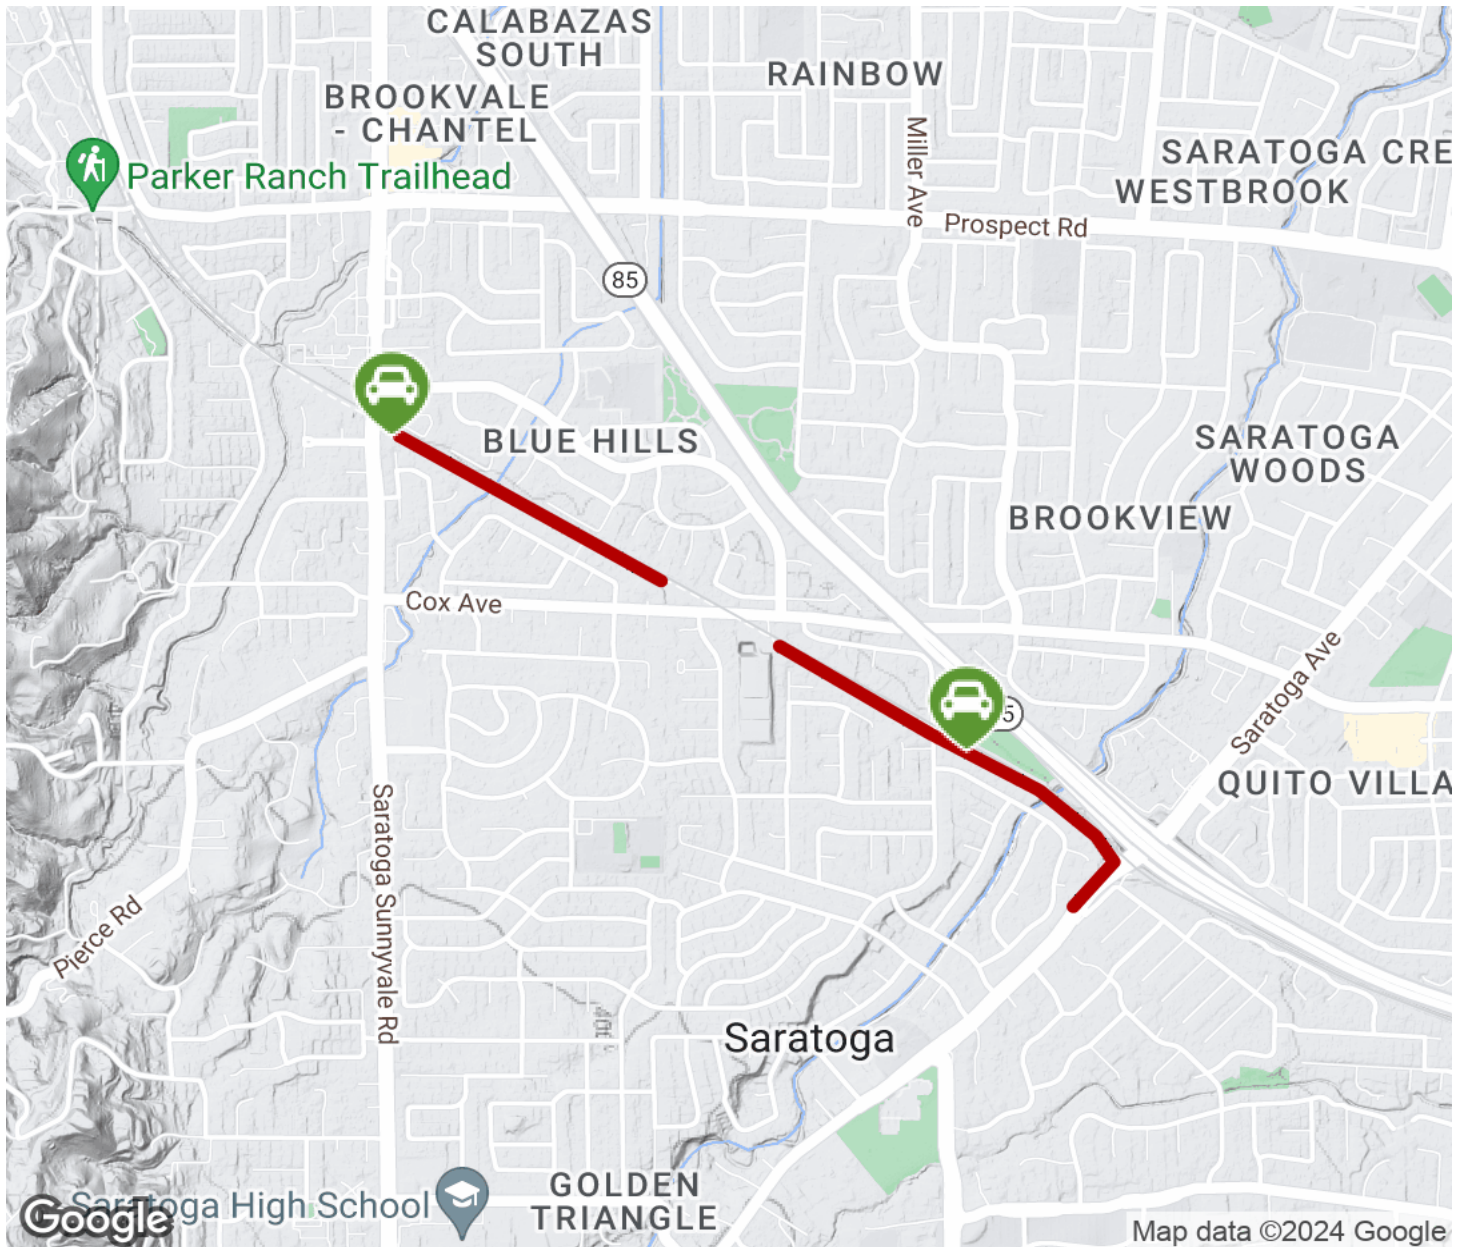 CALABAZAS
SOUTH
RAINBOW
BROOKVALE
- CHANTEL
Miller Ave
SARATOGA CRE
WESTBROOK
Parker Ranch Trailhead
Prospect Rd
85
BLUE HILLS
SARATOGA
WOODS
BROOKVIEW
Cox Ave
Saratoga Ave
5
QUITO VILLA
Saratoga Sunnyvale Rd
Pierce Rd
Saratoga
GOLDEN
TRIANGLE
Saratoga High School
Google
Map data ©2024 Google